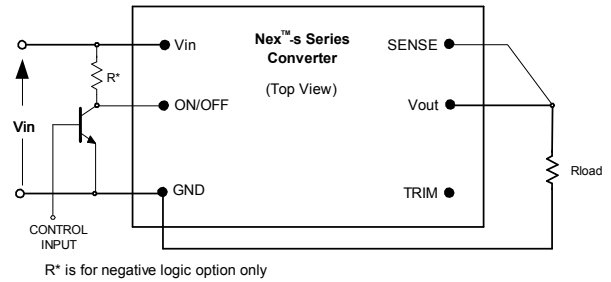 Nex™-s Series
Converter
(Top View)
Vin
SENSE
R*
ON/OFF
Vout
Vin
Rload
GND
TRIM
CONTROL
INPUT
R* is for negative logic option only